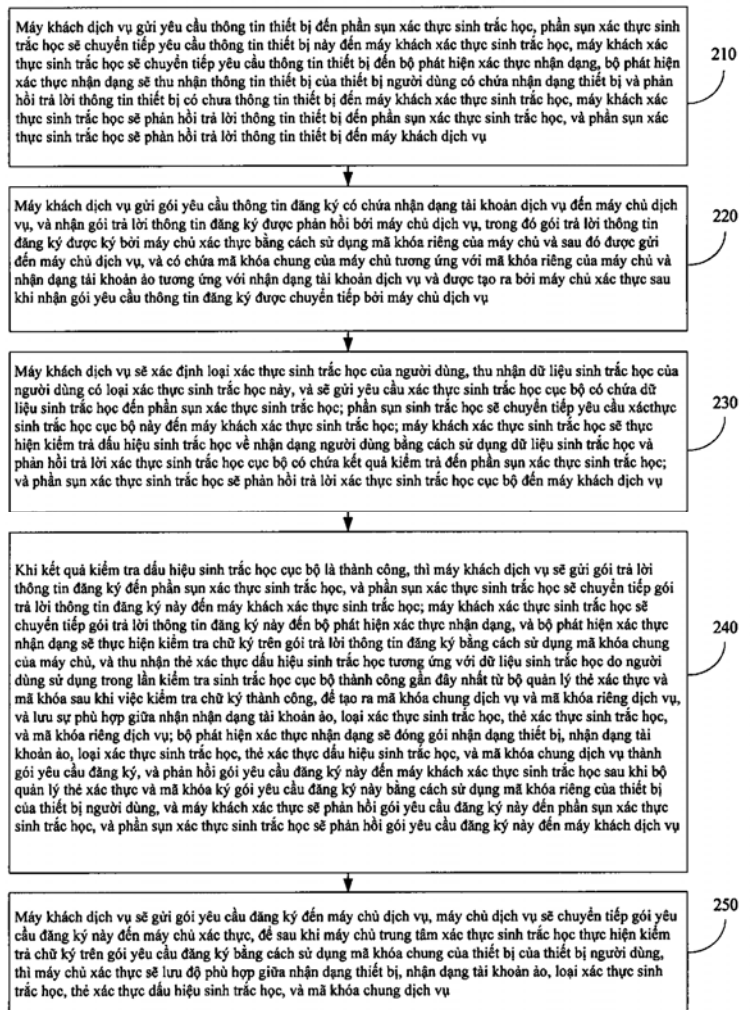 Máy khách dịch vụ gửi yêu cầu thông tin thiết bị đến phần sụn xác thực sinh trắc học, phần sụn xác thực sinh
trắc học sẽ chuyển tiếp yêu cầu thông tin thiết bị này đến máy khách xác thực sinh trắc học, máy khách xác
thực sinh trắc học sẽ chuyển tiếp yêu cầu thông tin thiết bị đến bộ phát hiện xác thực nhận dạng, bộ phát hiện
xác thực nhận dạng sẽ thu nhận thông tin thiết bị của thiết bị người dùng có chứa nhận dạng thiết bị và phản
hồi trả lời thông tin thiết bị có chưa thông tin thiết bị đến máy khách xác thực sinh trắc học, máy khách xác
thực sinh trắc học sẽ phản hồi trả lời thông tin thiết bị đến phần sụn xác thực sinh trắc học, và phần sụn xác
thực sinh trắc học sẽ phản hồi trả lời thông tin thiết bị đến máy khách dịch vụ
210
Máy khách dịch vụ gửi gói yêu cầu thông tin đăng ký có chứa nhận dạng tài khoản dịch vụ đến máy chủ dịch
vụ, và nhận gói trả lời thông tin đăng ký được phản hồi bởi máy chủ dịch vụ, trong đó gói trả lời thông tin
đăng ký được ký bởi máy chủ xác thực bằng cách sử dụng mã khóa riêng của máy chủ và sau đó được gửi
đến máy chủ dịch vụ, và có chứa mã khóa chung của máy chủ tương ứng với mã khóa riêng của máy chủ và
nhận dạng tài khoản ảo tương ứng với nhận dạng tài khoản dịch vụ và được tạo ra bởi máy chủ xác thực sau
khi nhận gói yêu cầu thông tin đăng ký được chuyển tiếp bởi máy chủ dịch vụ
220
Máy khách dịch vụ sẽ xác định loại xác thực sinh trắc học của người dùng, thu nhận dữ liệu sinh trắc học của
người dùng có loại xác thực sinh trắc học này, và sẽ gửi yêu cầu xác thực sinh trắc học cục bộ có chứa dữ
liệu sinh trắc học đến phần sụn xác thực sinh trắc học; phần sụn sinh trắc học sẽ chuyển tiếp yêu cầu xácthực
sinh trắc học cục bộ này đến máy khách xác thực sinh trắc học; máy khách xác thực sinh trắc học sẽ thực
hiện kiểm tra dấu hiệu sinh trắc học về nhận dạng người dùng bằng cách sử dụng dữ liệu sinh trắc học và
phản hồi trả lời xác thực sinh trắc học cục bộ có chứa kết quả kiểm tra đến phần sụn xác thực sinh trắc học;
và phần sụn xác thực sinh trắc học sẽ phản hồi trả lời xác thực sinh trắc học cục bộ đến máy khách dịch vụ
230
Khi kết quả kiểm tra dấu hiệu sinh trắc học cục bộ là thành công, thì máy khách dịch vụ sẽ gửi gói trả lời
thông tin đăng ký đến phần sụn xác thực sinh trắc học, và phần sụn xác thực sinh trắc học sẽ chuyển tiếp gói
trả lời thông tin đăng ký này đến máy khách xác thực sinh trắc học; máy khách xác thực sinh trắc học sẽ
chuyển tiếp gói trả lời thông tin đăng ký này đến bộ phát hiện xác thực nhận dạng, và bộ phát hiện xác thực
nhận dạng sẽ thực hiện kiểm tra chữ ký trên gói trả lời thông tin đăng ký bằng cách sử dụng mã khóa chung
của máy chủ, và thu nhận thẻ xác thực dấu hiệu sinh trắc học tương ứng với dữ liệu sinh trắc học do người
dùng sử dụng trong lần kiểm tra sinh trắc học cục bộ thành công gần đây nhất từ bộ quản lý thẻ xác thực và
mã khóa sau khi việc kiểm tra chữ ký thành công, để tạo ra mã khóa chung dịch vụ và mã khóa riêng dịch vụ,
và lưu sự phù hợp giữa nhận nhận dạng tài khoản ảo, loại xác thực sinh trắc học, thẻ xác thực sinh trắc học,
và mã khóa riêng dịch vụ; bộ phát hiện xác thực nhận dạng sẽ đóng gói nhận dạng thiết bị, nhận dạng tài
khoản ảo, loại xác thực sinh trắc học, thẻ xác thực dấu hiệu sinh trắc học, và mã khóa chung dịch vụ thành
gói yêu cầu đăng ký, và phản hồi gói yêu cầu đăng ký này đến máy khách xác thực sinh trắc học sau khi bộ
quản lý thẻ xác thực và mã khóa ký gói yêu cầu đăng ký này bằng cách sử dụng mã khóa riêng của thiết bị
của thiết bị người dùng, và máy khách xác thực sẽ phản hồi gói yêu cầu đăng ký này đến phần sụn xác thực
sinh trắc học, và phần sụn xác thực sinh trắc học sẽ phản hồi gói yêu cầu đăng ký này đến máy khách dịch vụ
240
Máy khách dịch vụ sẽ gửi gói yêu cầu đăng ký đến máy chủ dịch vụ, máy chủ dịch vụ sẽ chuyển tiếp gói yêu
cầu đăng ký này đến máy chủ xác thực, để sau khi máy chủ trung tâm xác thực sinh trắc học thực hiện kiểm
trả chữ ký trên gói yêu cầu đăng ký bằng cách sử dụng mã khóa chung của thiết bị của thiết bị người dùng,
thì máy chủ xác thực sẽ lưu độ phù hợp giữa nhận dạng thiết bị, nhận dạng tài khoản ảo, loại xác thực sinh
trắc học, thẻ xác thực dấu hiệu sinh trắc học, và mã khóa chung dịch vụ
250